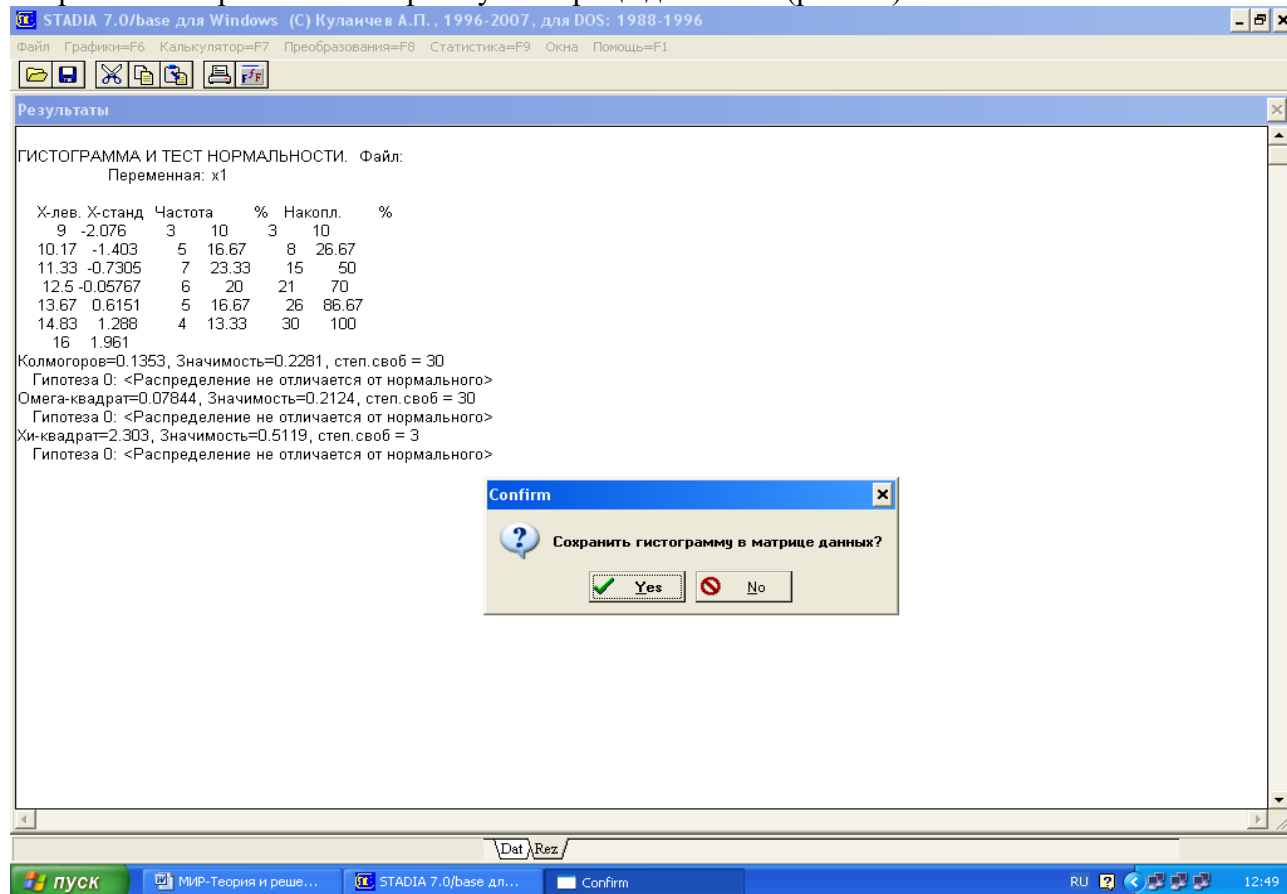 STADIA 7.0/base для Windows (C) Кулаичев А.П., 1996-2007, для DOS: 1988-1996
Файл Графики=F6 Калькулятор=F7 Преобразования=F8 Статистика=F9 Окна Помощь=F1
Результаты
ГИСТОГРАММА И ТЕСТ НОРМАЛЬНОСТИ. Файл:
Переменная: x1
X-лев. X-станд Частота % Накопл. %
9 -2.076 3 10 3 10
10.17 -1.403 5 16.67 8 26.67
11.33 -0.7305 7 23.33 15 50
12.5 -0.05767 6 20 21 70
13.67 0.6151 5 16.67 26 86.67
14.83 1.288 4 13.33 30 100
16 1.961
Колмогоров=0.1353, Значимость=0.2281, степ.своб = 30
Гипотеза 0: <Распределение не отличается от нормального>
Омега-квадрат=0.07844, Значимость=0.2124, степ.своб = 30
Гипотеза 0: <Распределение не отличается от нормального>
Хи-квадрат=2.303, Значимость=0.5119, степ.своб = 3
Гипотеза 0: <Распределение не отличается от нормального>
Confirm
Сохранить гистограмму в матрице данных?
Yes No
Dat Rez
пуск МИР-Теория и реше... STADIA 7.0/base дл... Confirm RU 12:49